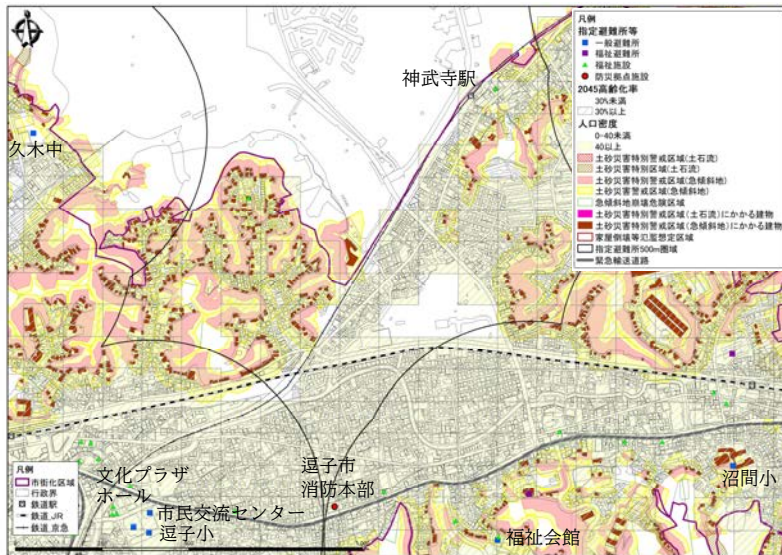 神武寺駅
久木中
文化プラザ
ホール
市民交流センター
逗子小
逗子市
消防本部
福祉会館
沼間小
凡例
指定避難所等
一般避難所
福祉避難所
福祉施設
防災拠点施設
2045高齢化率
30%未満
30%以上
人口密度
0-40未満
40以上
土砂災害特別警戒区域(土石流)
土砂災害特別区域(土石流)
土砂災害特別警戒区域(急傾斜地)
土砂災害警戒区域(急傾斜地)
急傾斜地崩壊危険区域
土砂災害特別警戒区域(土石流)にかかる建物
土砂災害特別警戒区域(急傾斜地)にかかる建物
家屋倒壊等氾濫想定区域
指定避難所500m圏域
緊急輸送道路
凡例
市街化区域
行政界
鉄道駅
鉄道_JR
鉄道_京急